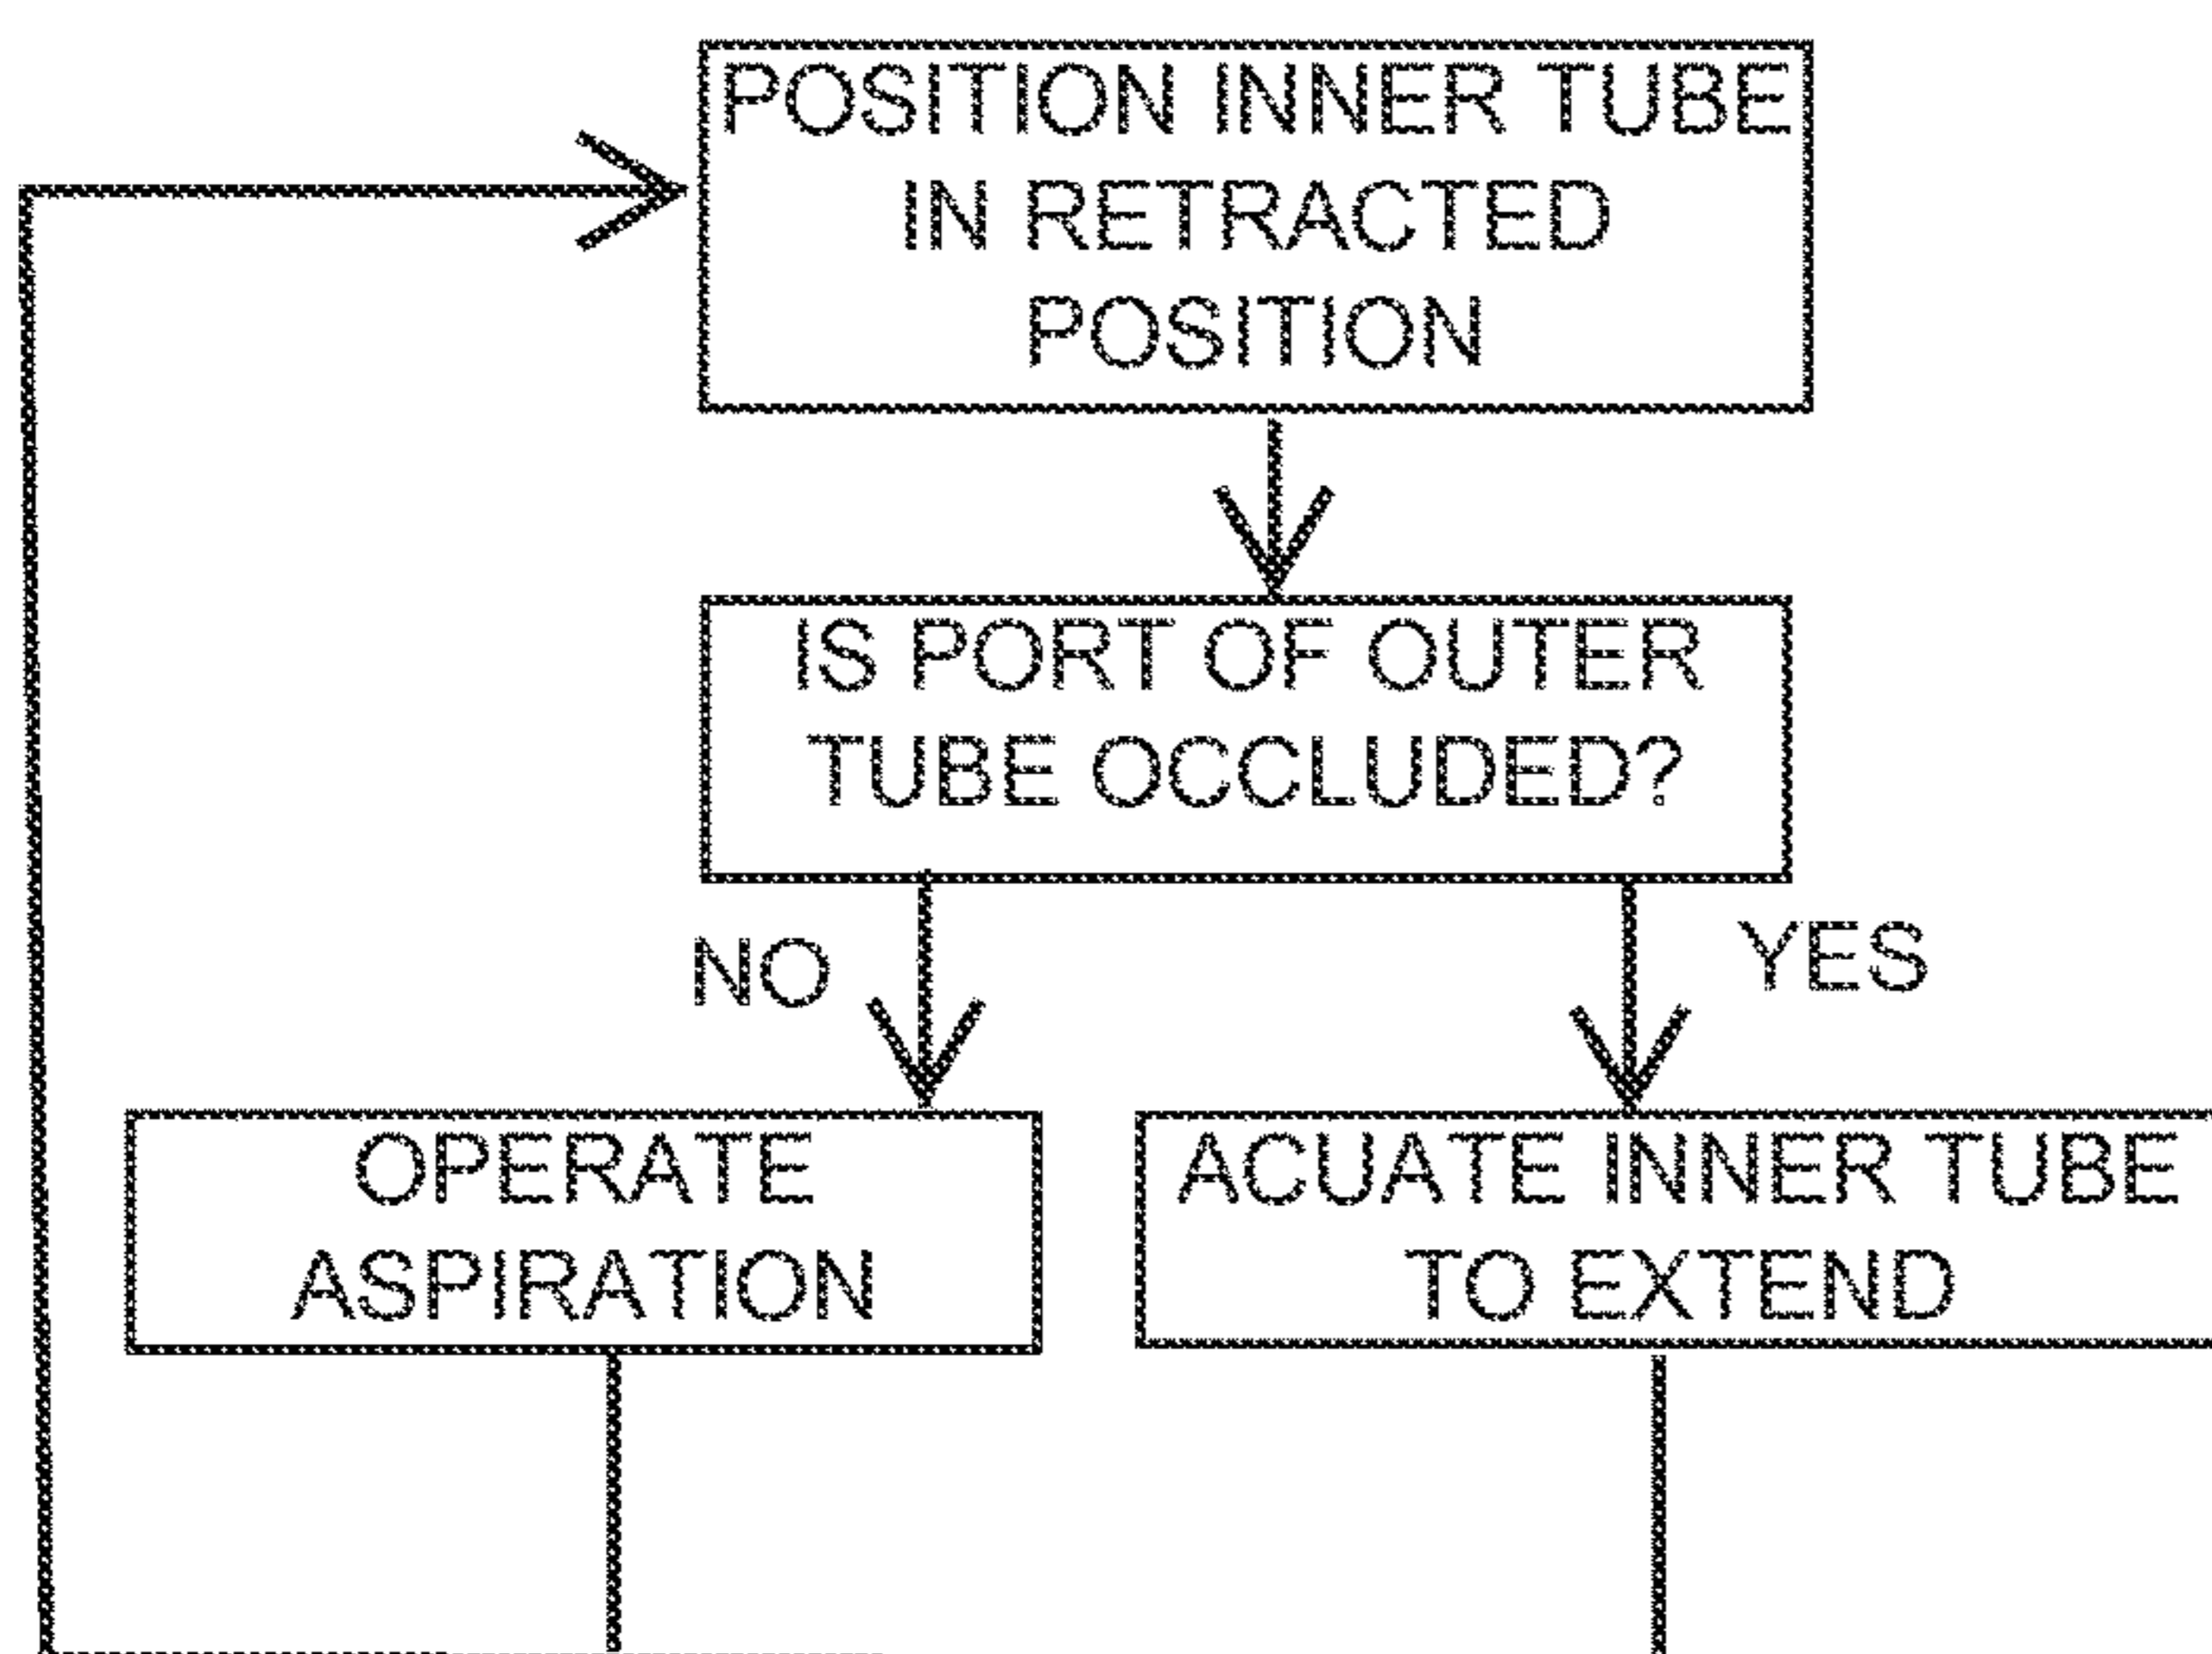 POSITION INNER TUBE
IN RETRACTED
POSITION
IS PORT OF OUTER
TUBE OCCLUDED?
NO
YES
OPERATE
ASPIRATION
ACUATE INNER TUBE
TO EXTEND